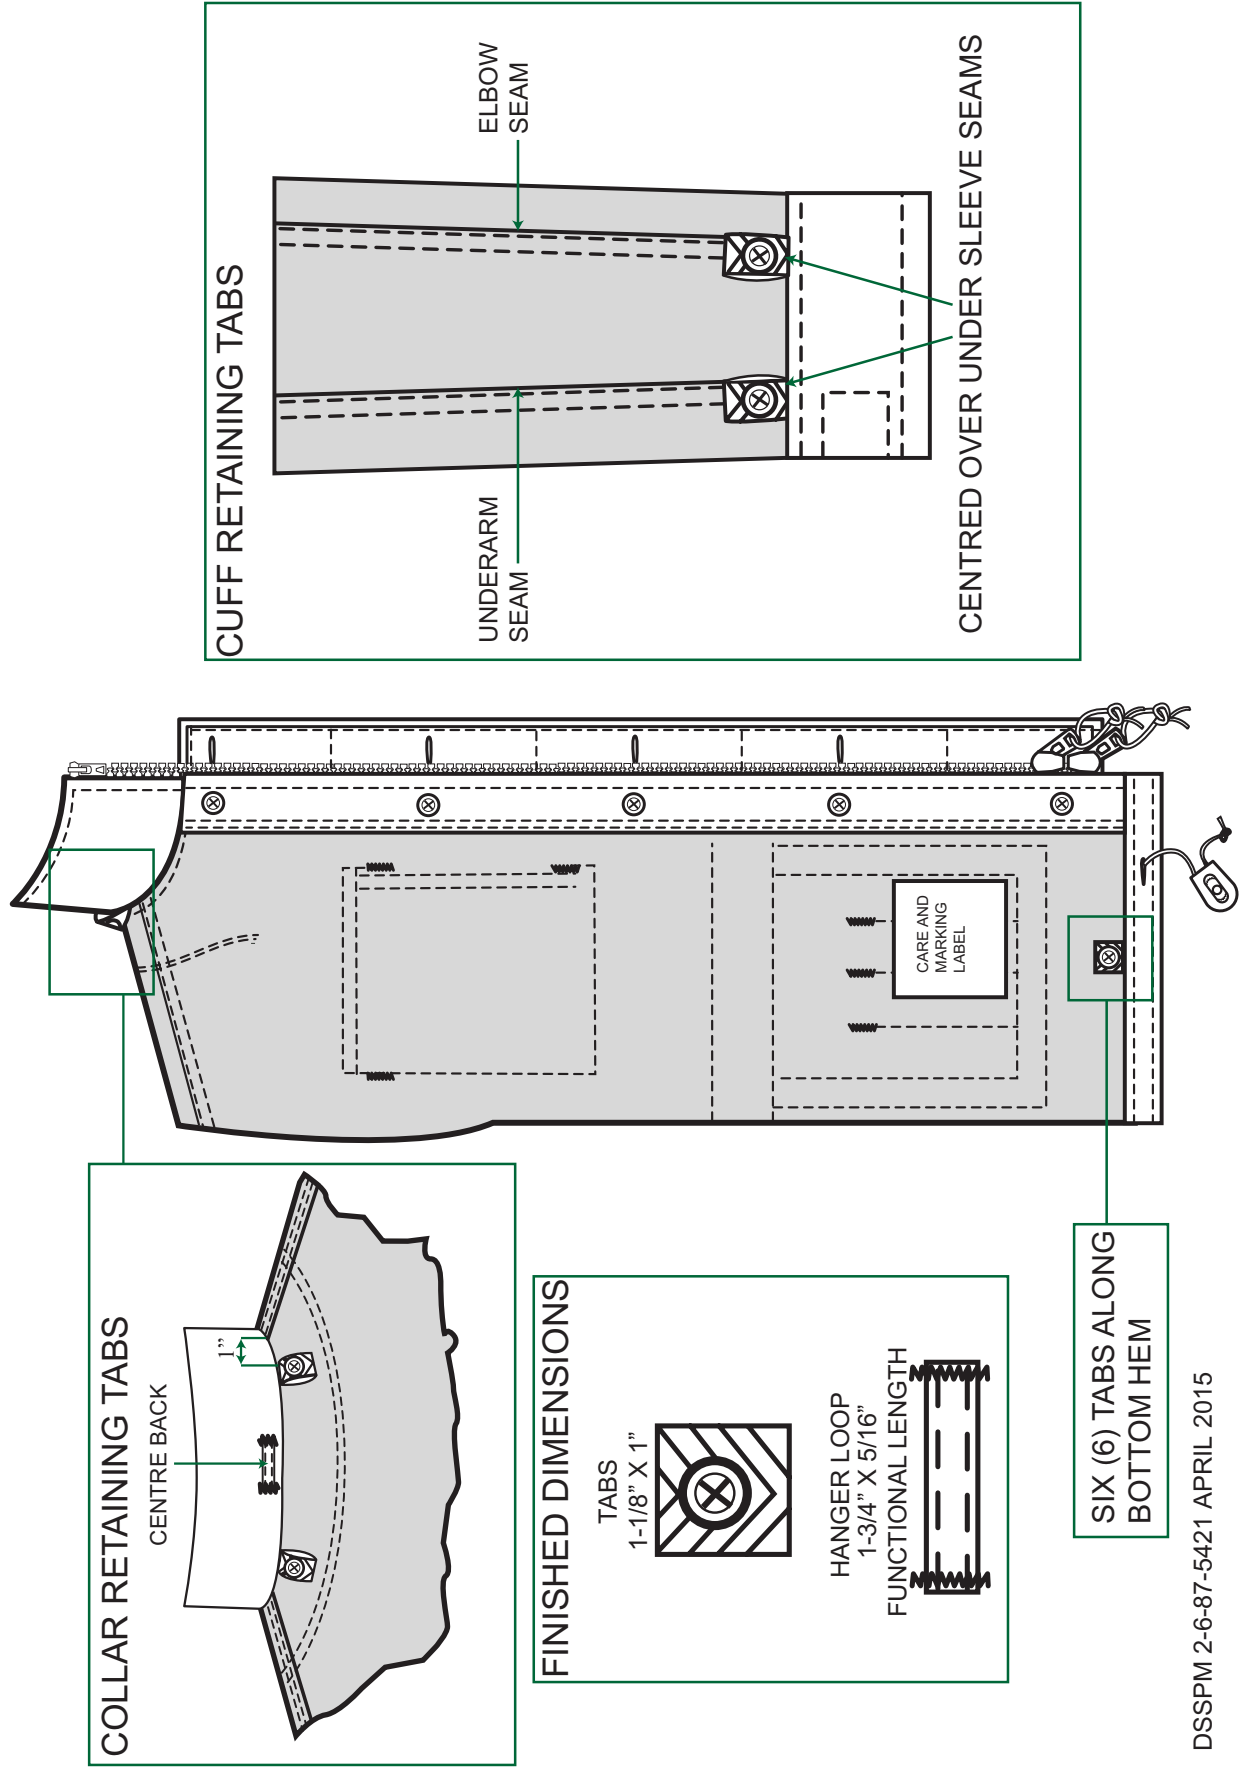 COLLAR RETAINING TABS
CENTRE BACK
1”
FINISHED DIMENSIONS
TABS
1-1/8” X 1”
HANGER LOOP
1-3/4” X 5/16”
FUNCTIONAL LENGTH
SIX (6) TABS ALONG
BOTTOM HEM
CARE AND
MARKING
LABEL
CUFF RETAINING TABS
UNDERARM
SEAM
ELBOW
SEAM
CENTRED OVER UNDER SLEEVE SEAMS
DSSPM 2-6-87-5421 APRIL 2015